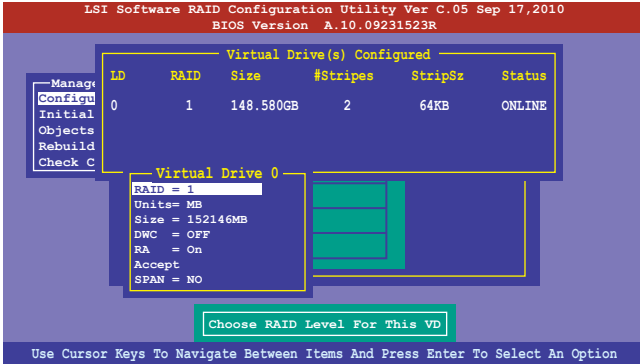 LSI Software RAID Configuration Utility Ver C.05 Sep 17,2010
BIOS Version A.10.09231523R
Virtual Drive(s) Configured
LD RAID Size #Stripes StripSz Status
0 1 148.580GB 2 64KB ONLINE
Manage
Configu
Initial
Objects
Rebuild
Check C
Virtual Drive 0
RAID = 1
Units= MB
Size = 152146MB
DWC = OFF
RA = On
Accept
SPAN = NO
Choose RAID Level For This VD
Use Cursor Keys To Navigate Between Items And Press Enter To Select An Option